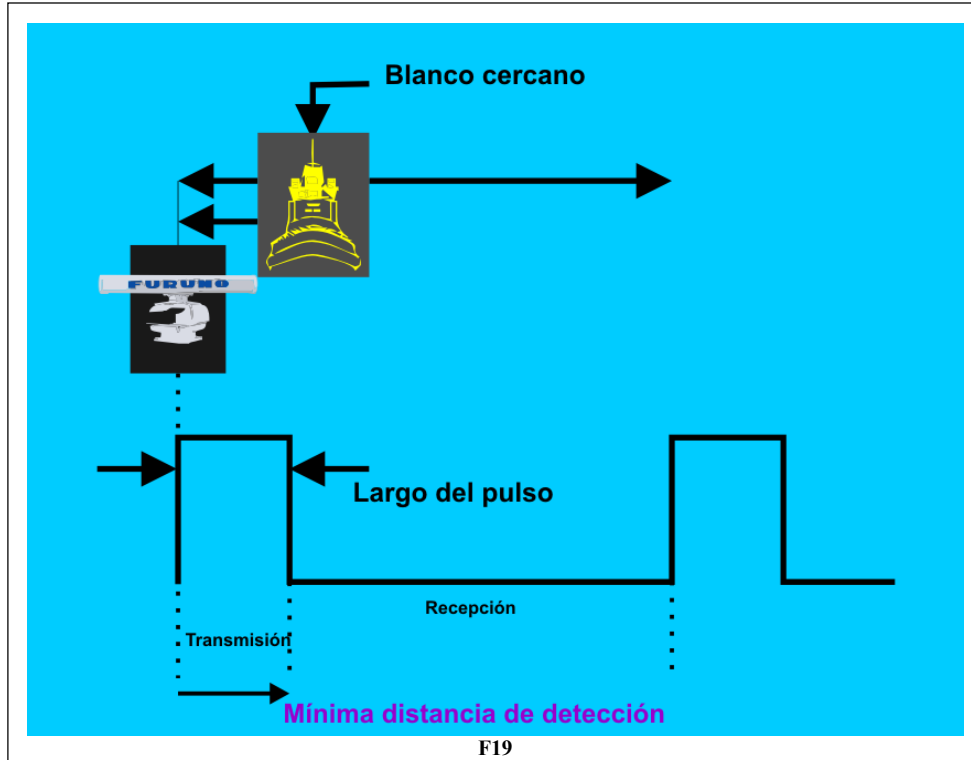 Blanco cercano
FURUNO
Largo del pulso
Recepción
Transmisión
Mínima distancia de detección
F19